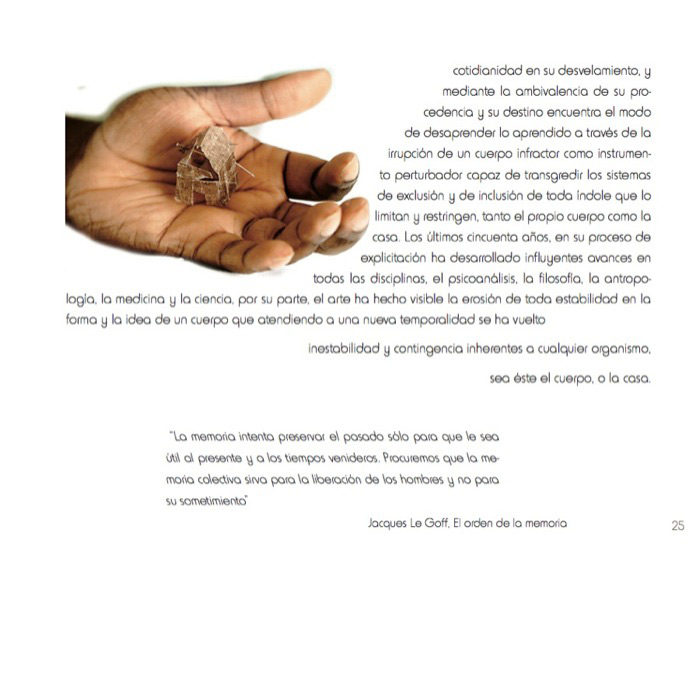 cotidianidad en su desvelamiento, y
mediante la ambivalencia de su pro-
cedencia y su destino encuentra el modo
de desaprender lo aprendido a través de la
irrupción de un cuerpo infractor como instrumen-
to perturbador capaz de transgredir los sistemas
de exclusión y de inclusión de toda índole que lo
limitan y restringen, tanto el propio cuerpo como la
casa. Los últimos cincuenta años, en su proceso de
explicitación ha desarrollado influyentes avances en
todas las disciplinas, el psicoanálisis, la filosofía, la antropo-
logía, la medicina y la ciencia, por su parte, el arte ha hecho visible la erosión de toda estabilidad en la
forma y la idea de un cuerpo que atendiendo a una nueva temporalidad se ha vuelto
inestabilidad y contingencia inherentes a cualquier organismo,
sea éste el cuerpo, o la casa.
"La memoria intenta preservar el pasado sólo para que le sea
útil al presente y a los tiempos venideros. Procuremos que la me-
moria colectiva sirva para la liberación de los hombres y no para
su sometimiento"
Jacques Le Goff, El orden de la memoria
25